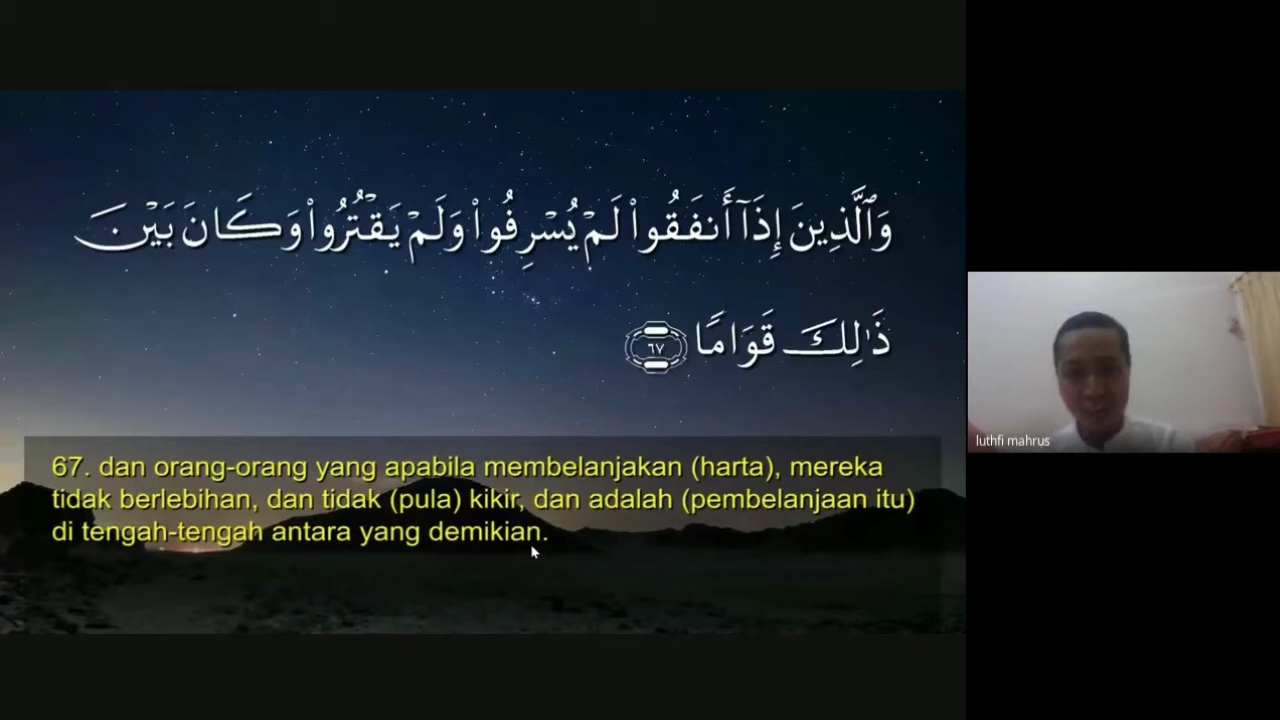 وَٱلَّذِينَ إِذَآ أَنفَقُوا۟ لَمْ يُسْرِفُوا۟ وَلَمْ يَقْتُرُوا۟ وَكَانَ بَيْنَ
ذَٰلِكَ قَوَامًا ٦٧
67. dan orang-orang yang apabila membelanjakan (harta), mereka
tidak berlebihan, dan tidak (pula) kikir, dan adalah (pembelanjaan itu)
di tengah-tengah antara yang demikian.
luthfi mahrus